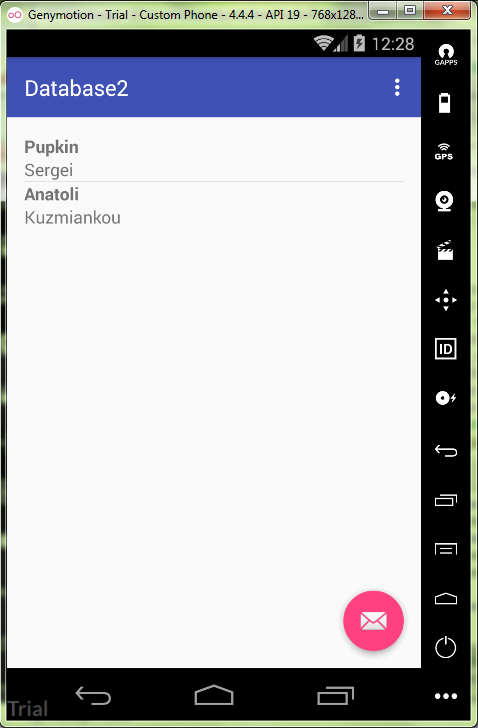 Genymotion - Trial - Custom Phone - 4.4.4 - API 19 - 768x128...
12:28
GAPPS
Database2
Pupkin
GPS
Sergei
Anatoli
Kuzmiankou
ID
Trial